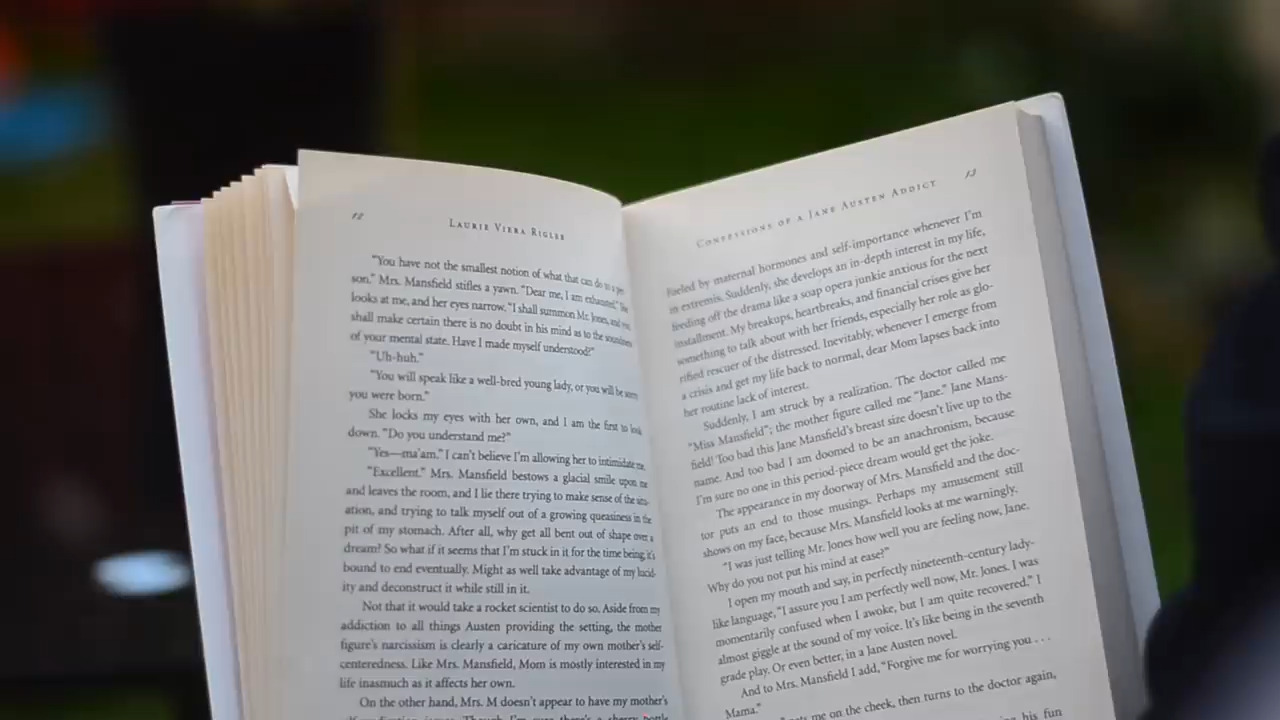 12
LAURIE VIERA RIGLER
"You have not the smallest notion of what that can do to a per-
son." Mrs. Mansfield stifles a yawn. "Dear me, I am exhausted." She
looks at me, and her eyes narrow. "I shall summon Mr. Jones, and you
shall make certain there is no doubt in his mind as to the soundness
of your mental state. Have I made myself understood?"
"Uh-huh."
"You will speak like a well-bred young lady, or you will be sorry
you were born."
She locks my eyes with her own, and I am the first to look
down. "Do you understand me?"
"Yes—ma'am." I can't believe I'm allowing her to intimidate me.
"Excellent." Mrs. Mansfield bestows a glacial smile upon me
and leaves the room, and I lie there trying to make sense of the situ-
ation, and trying to talk myself out of a growing queasiness in the
pit of my stomach. After all, why get all bent out of shape over a
dream? So what if it seems that I'm stuck in it for the time being; it's
bound to end eventually. Might as well take advantage of my lucid-
ity and deconstruct it while still in it.
Not that it would take a rocket scientist to do so. Aside from my
addiction to all things Austen providing the setting, the mother
figure's narcissism is clearly a caricature of my own mother's self-
centeredness. Like Mrs. Mansfield, Mom is mostly interested in my
life inasmuch as it affects her own.
On the other hand, Mrs. M doesn't appear to have my mother's
Though I'm sure there's a sherry bottle
CONFESSIONS OF A JANE AUSTEN ADDICT
13
fueled by maternal hormones and self-importance whenever I'm
in extremis. Suddenly, she develops an in-depth interest in my life,
feeding off the drama like a soap opera junkie anxious for the next
installment. My breakups, heartbreaks, and financial crises give her
something to talk about with her friends, especially her role as glo-
rified rescuer of the distressed. Inevitably, whenever I emerge from
a crisis and get my life back to normal, dear Mom lapses back into
her routine lack of interest.
Suddenly, I am struck by a realization. The doctor called me
"Miss Mansfield"; the mother figure called me "Jane." Jane Mans-
field! Too bad this Jane Mansfield's breast size doesn't live up to the
name. And too bad I am doomed to be an anachronism, because
I'm sure no one in this period-piece dream would get the joke.
The appearance in my doorway of Mrs. Mansfield and the doc-
tor puts an end to those musings. Perhaps my amusement still
shows on my face, because Mrs. Mansfield looks at me warningly.
"I was just telling Mr. Jones how well you are feeling now, Jane.
Why do you not put his mind at ease?"
I open my mouth and say, in perfectly nineteenth-century lady-
like language, "I assure you I am perfectly well now, Mr. Jones. I was
momentarily confused when I awoke, but I am quite recovered." I
almost giggle at the sound of my voice. It's like being in the seventh
grade play. Or even better, in a Jane Austen novel.
And to Mrs. Mansfield I add, "Forgive me for worrying you . . .
Mama."
me on the cheek, then turns to the doctor again,
his fun